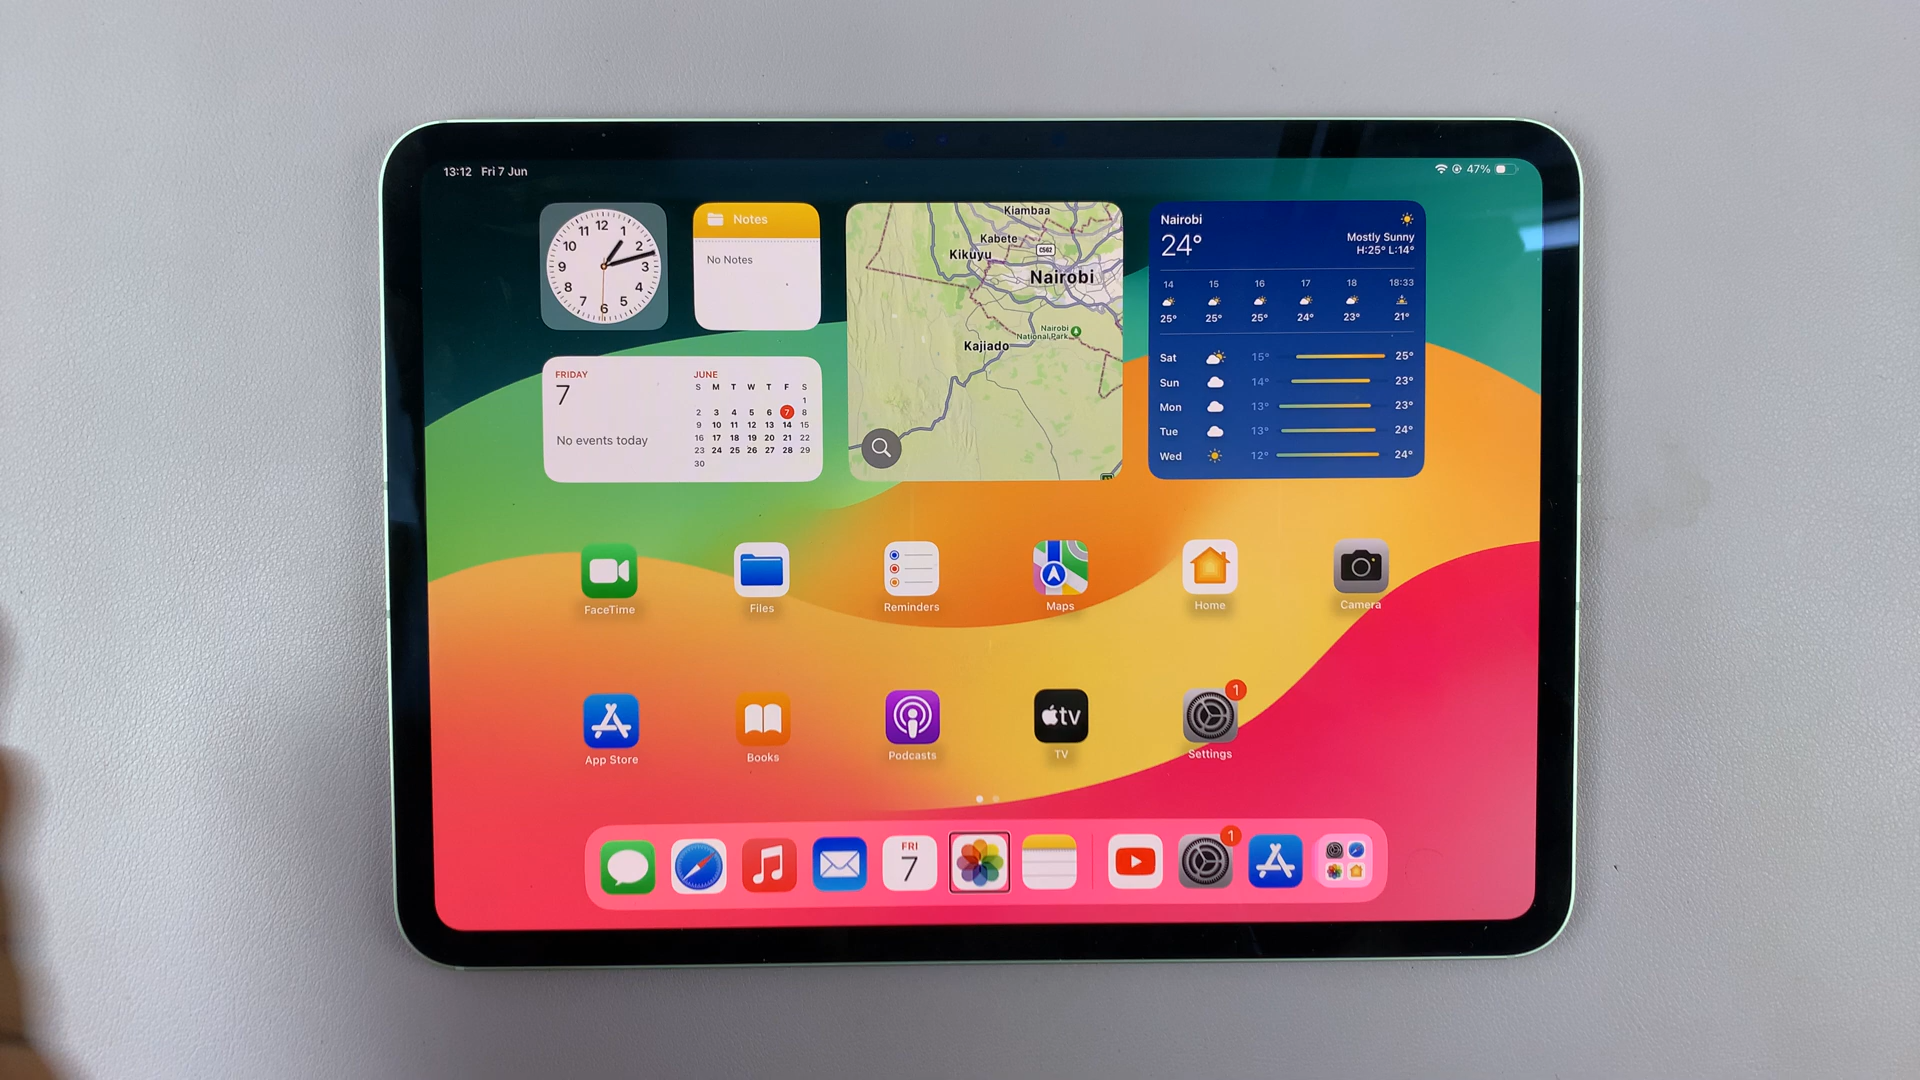 13:12 Fri 7 Jun
47%
12
1
2
3
4
5
6
7
8
9
10
11
Notes
No Notes
Kiambaa
Kabete
C562
Kikuyu
Nairobi
Nairobi
National Park
Kajiado
Nairobi
24°
Mostly Sunny
H:25° L:14°
14 15 16 17 18 18:33
25° 25° 25° 24° 23° 21°
Sat 15° 25°
Sun 14° 23°
Mon 13° 23°
Tue 13° 24°
Wed 12° 24°
FRIDAY
7
No events today
JUNE
S M T W T F S
1
2 3 4 5 6 7 8
9 10 11 12 13 14 15
16 17 18 19 20 21 22
23 24 25 26 27 28 29
30
FaceTime
Files
Reminders
Maps
Home
Camera
App Store
Books
Podcasts
tv
TV
1
Settings
FRI
7
1